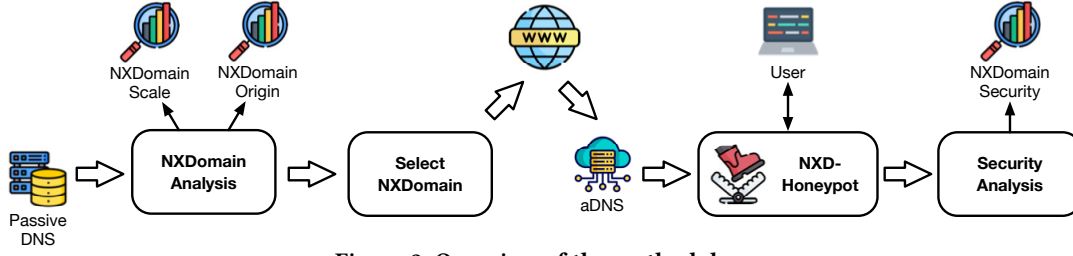 WWW
NXDomain
Scale
NXDomain
Origin
User
NXDomain
Security
NXDomain
Analysis
Select
NXDomain
NXD-
Honeypot
Security
Analysis
Passive
DNS
aDNS